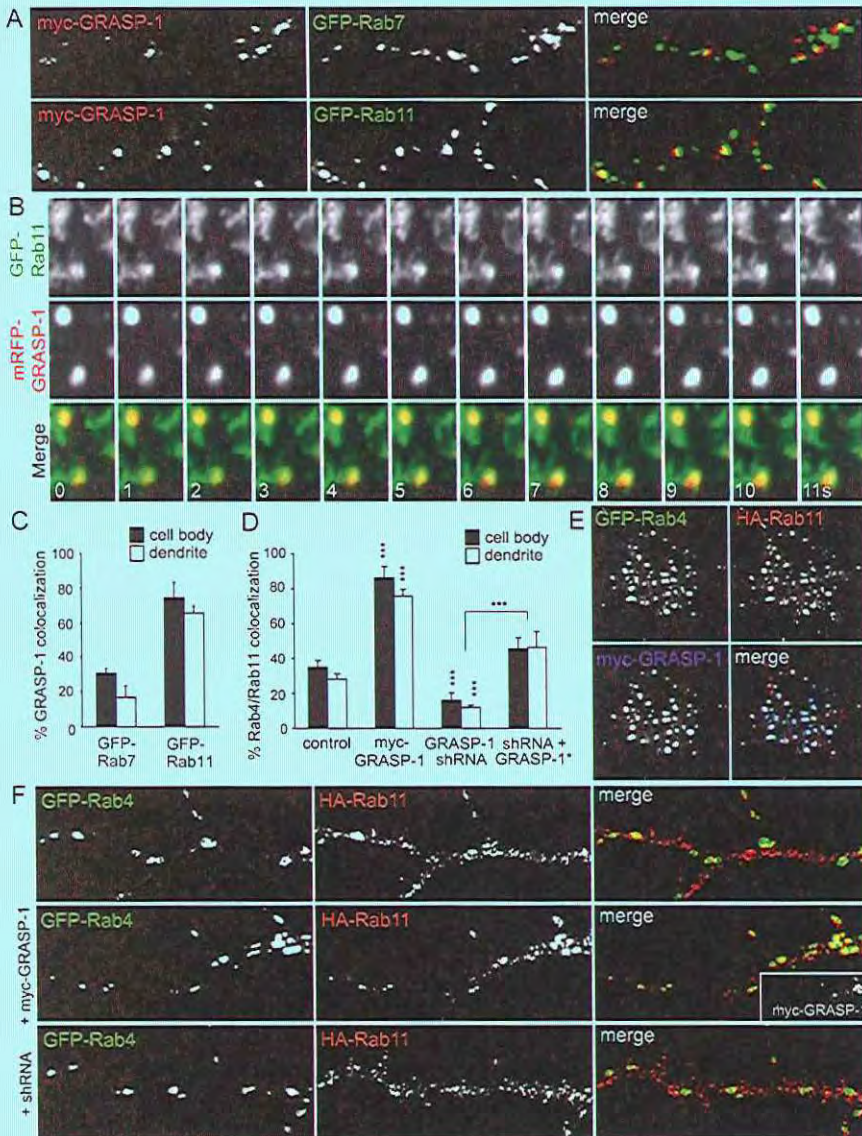 A
myc-GRASP-1
GFP-Rab7
merge
myc-GRASP-1
GFP-Rab11
merge
B
GFP-
Rab11
mRFP-
GRASP-1
Merge
0 1 2 3 4 5 6 7 8 9 10 11s
C
cell body
dendrite
% GRASP-1 colocalization
100
80
60
40
20
0
GFP-
Rab7
GFP-
Rab11
D
cell body
dendrite
% Rab4/Rab11 colocalization
100
80
60
40
20
0
***
***
***
***
***
control
myc-
GRASP-1
GRASP-1
shRNA
shRNA +
GRASP-1*
E
GFP-Rab4
HA-Rab11
myc-GRASP-1
merge
F
GFP-Rab4
HA-Rab11
merge
+ myc-GRASP-1
GFP-Rab4
HA-Rab11
merge
myc-GRASP-1
+ shRNA
GFP-Rab4
HA-Rab11
merge